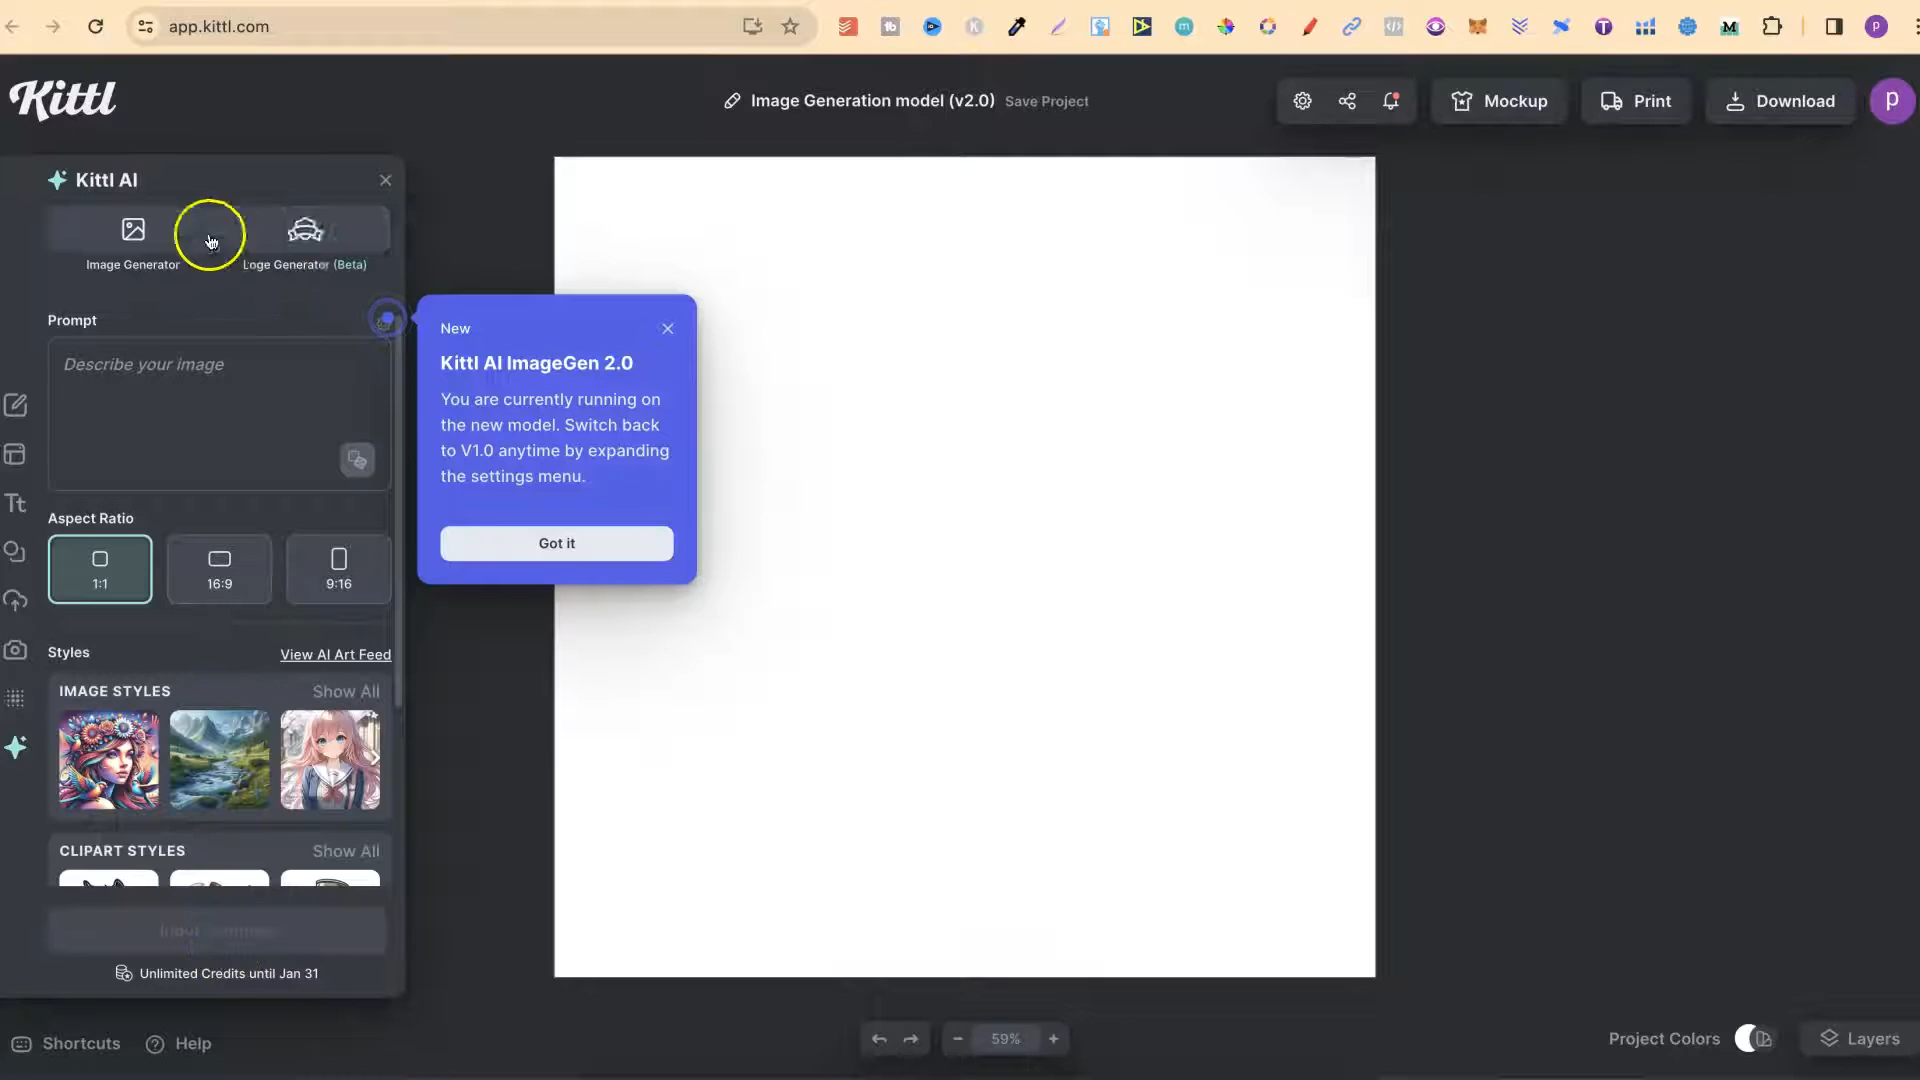 app.kittl.com
Kittl
Image Generation model (v2.0) Save Project
Mockup
Print
Download
p
Kittl AI
Image Generator
Loge Generator (Beta)
Prompt
Describe your image
New
Kittl AI ImageGen 2.0
You are currently running on
the new model. Switch back
to V1.0 anytime by expanding
the settings menu.
Got it
Aspect Ratio
1:1
16:9
9:16
Styles
View AI Art Feed
IMAGE STYLES
Show All
CLIPART STYLES
Show All
Unlimited Credits until Jan 31
Tt
Shortcuts
Help
59%
Project Colors
Layers